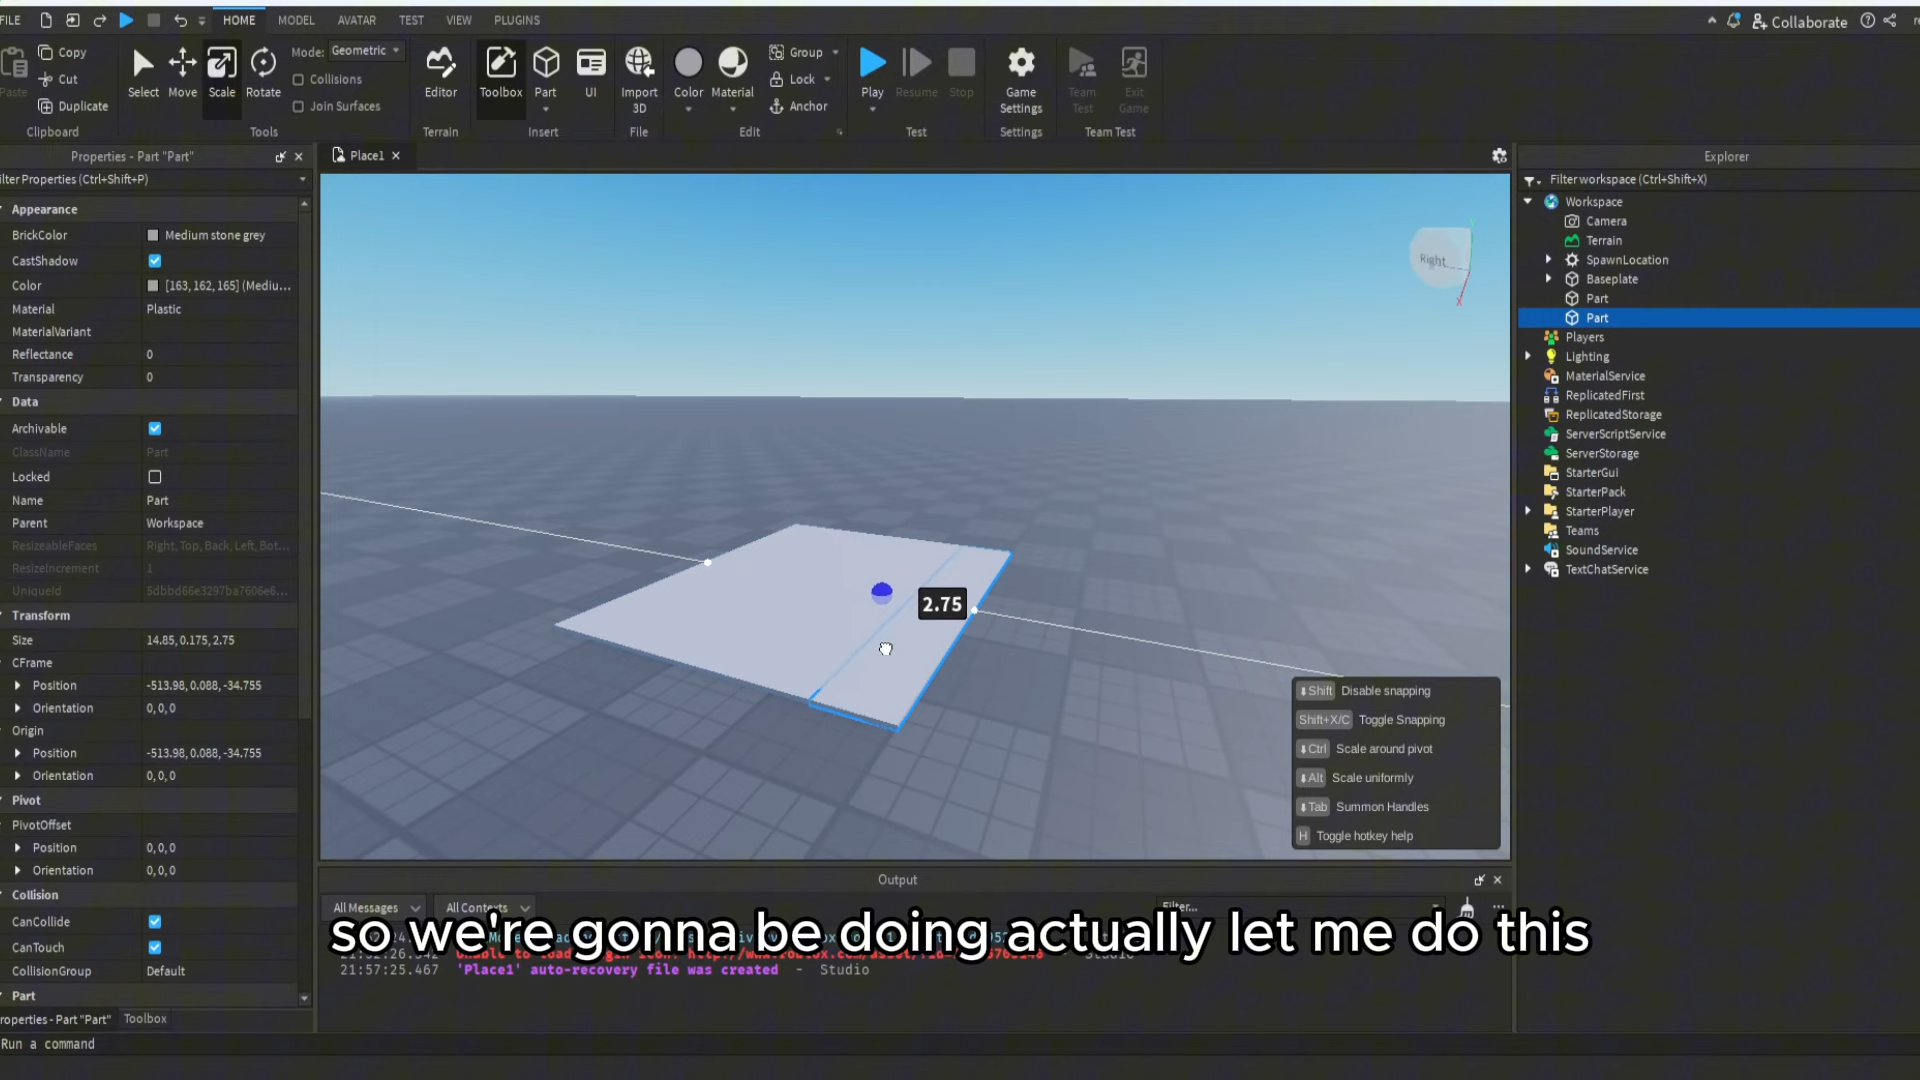 FILE
HOME
MODEL
AVATAR
TEST
VIEW
PLUGINS
Collaborate
Paste
Copy
Cut
Duplicate
Clipboard
Select
Move
Scale
Rotate
Mode: Geometric
Collisions
Join Surfaces
Tools
Editor
Terrain
Toolbox
Part
UI
Insert
Import
3D
File
Color
Material
Group
Lock
Anchor
Edit
Play
Resume
Stop
Test
Game
Settings
Settings
Team
Test
Exit
Game
Team Test
Properties - Part "Part"
ilter Properties (Ctrl+Shift+P)
Appearance
BrickColor Medium stone grey
CastShadow
Color [163, 162, 165] (Mediu...
Material Plastic
MaterialVariant
Reflectance 0
Transparency 0
Data
Archivable
ClassName Part
Locked
Name Part
Parent Workspace
ResizeableFaces Right, Top, Back, Left, Bot...
ResizeIncrement 1
UniqueId 5dbbd66e3297ba7606e6...
Transform
Size 14.85, 0.175, 2.75
CFrame
Position -513.98, 0.088, -34.755
Orientation 0, 0, 0
Origin
Position -513.98, 0.088, -34.755
Orientation 0, 0, 0
Pivot
PivotOffset
Position 0, 0, 0
Orientation 0, 0, 0
Collision
CanCollide
CanTouch
CollisionGroup Default
Part
roperties - Part "Part" Toolbox
Run a command
Place1
Right
X
2.75
Shift Disable snapping
Shift+X/C Toggle Snapping
Ctrl Scale around pivot
Alt Scale uniformly
Tab Summon Handles
H Toggle hotkey help
Output
All Messages All Contexts Filter...
so we're gonna be doing actually let me do this
21:57:25.467 'Place1' auto-recovery file was created - Studio
Explorer
Filter workspace (Ctrl+Shift+X)
Workspace
Camera
Terrain
SpawnLocation
Baseplate
Part
Part
Players
Lighting
MaterialService
ReplicatedFirst
ReplicatedStorage
ServerScriptService
ServerStorage
StarterGui
StarterPack
StarterPlayer
Teams
SoundService
TextChatService